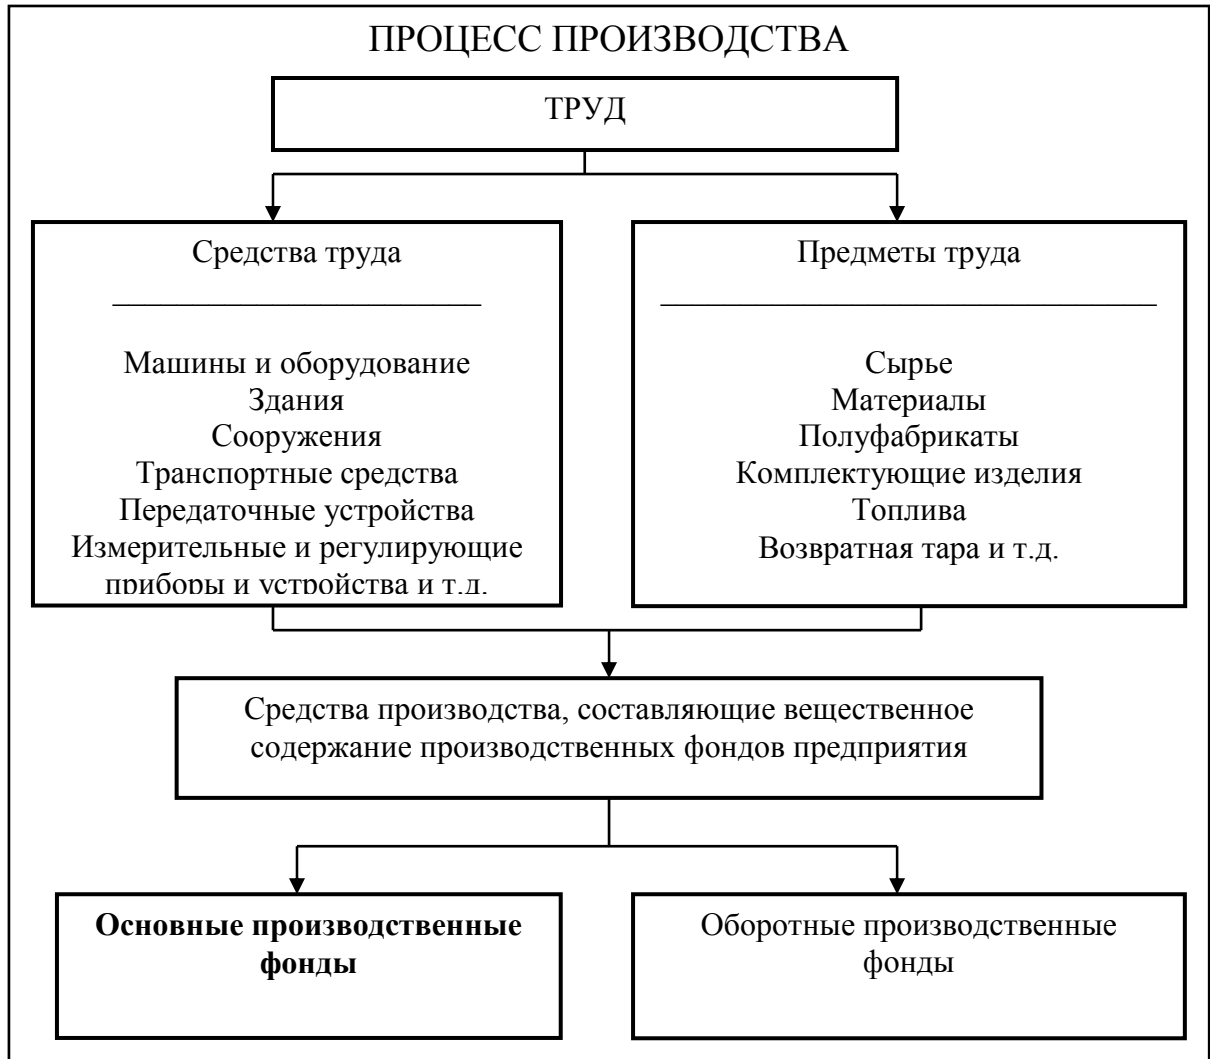 ПРОЦЕСС ПРОИЗВОДСТВА
ТРУД
Средства труда
Машины и оборудование
Здания
Сооружения
Транспортные средства
Передаточные устройства
Измерительные и регулирующие
приборы и устройства и т.д.
Предметы труда
Сырье
Материалы
Полуфабрикаты
Комплектующие изделия
Топлива
Возвратная тара и т.д.
Средства производства, составляющие вещественное
содержание производственных фондов предприятия
Основные производственные
фонды
Оборотные производственные
фонды